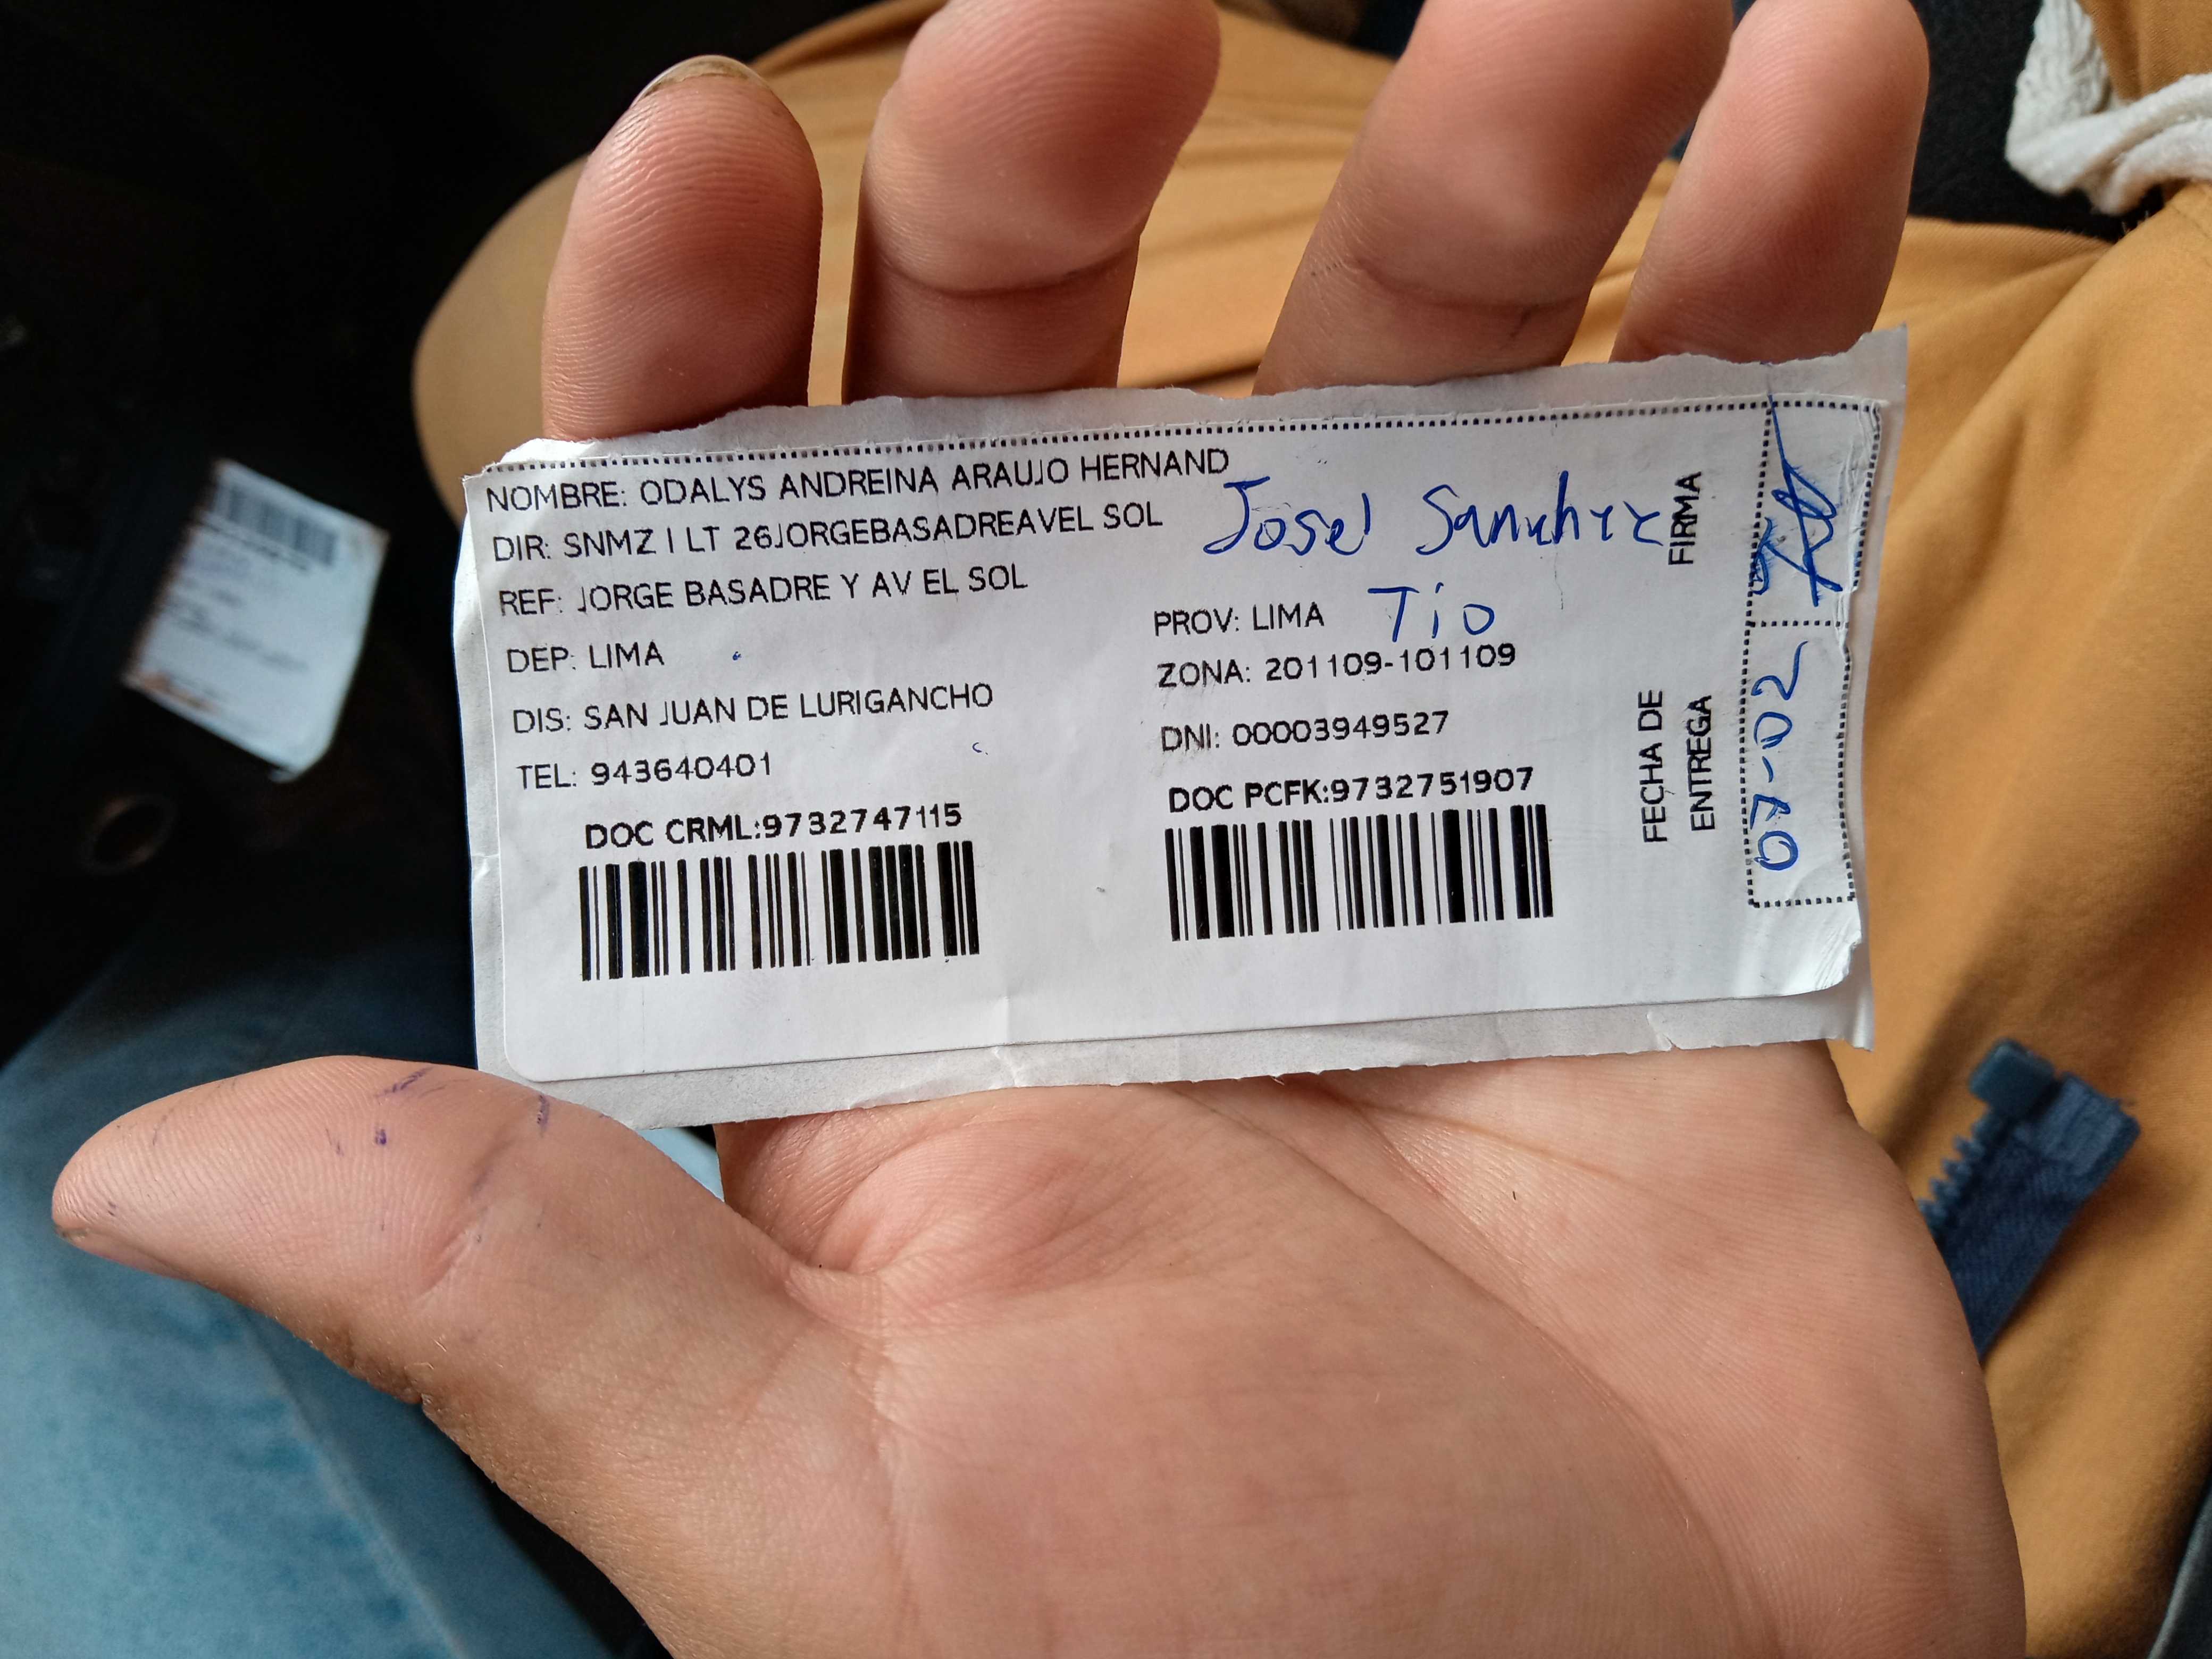 NOMBRE: ODALYS ANDREINA ARAUJO HERNAND
DIR: SNMZ I LT 26JORGEBASADREAVEL SOL
Josel Sanchez
REF: JORGE BASADRE Y AV EL SOL
DEP: LIMA
PROV: LIMA
Tio
ZONA: 201109-101109
DIS: SAN JUAN DE LURIGANCHO
DNI: 00003949527
TEL: 943640401
DOC CRML:9732747115
DOC PCFK:9732751907
FIRMA
FECHA DE
ENTREGA
07-02